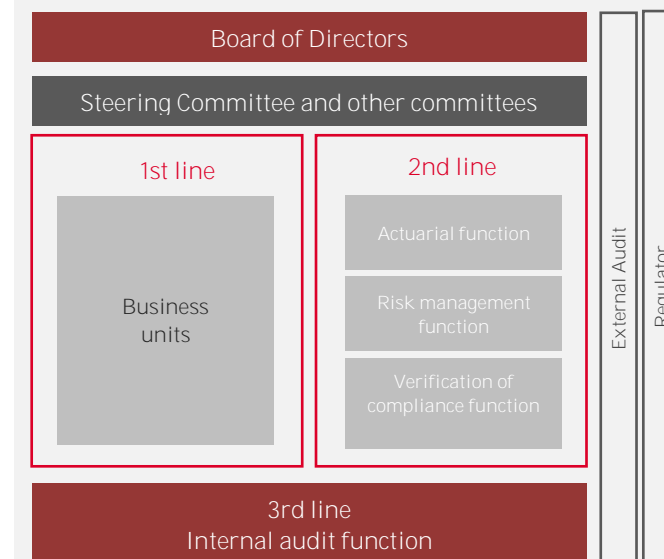 Board of Directors
Steering Committee and other committees
1st line
Business
units
2nd line
Actuarial function
Risk management
function
Verification of
compliance function
3rd line
Internal audit function
External Audit
Regulator